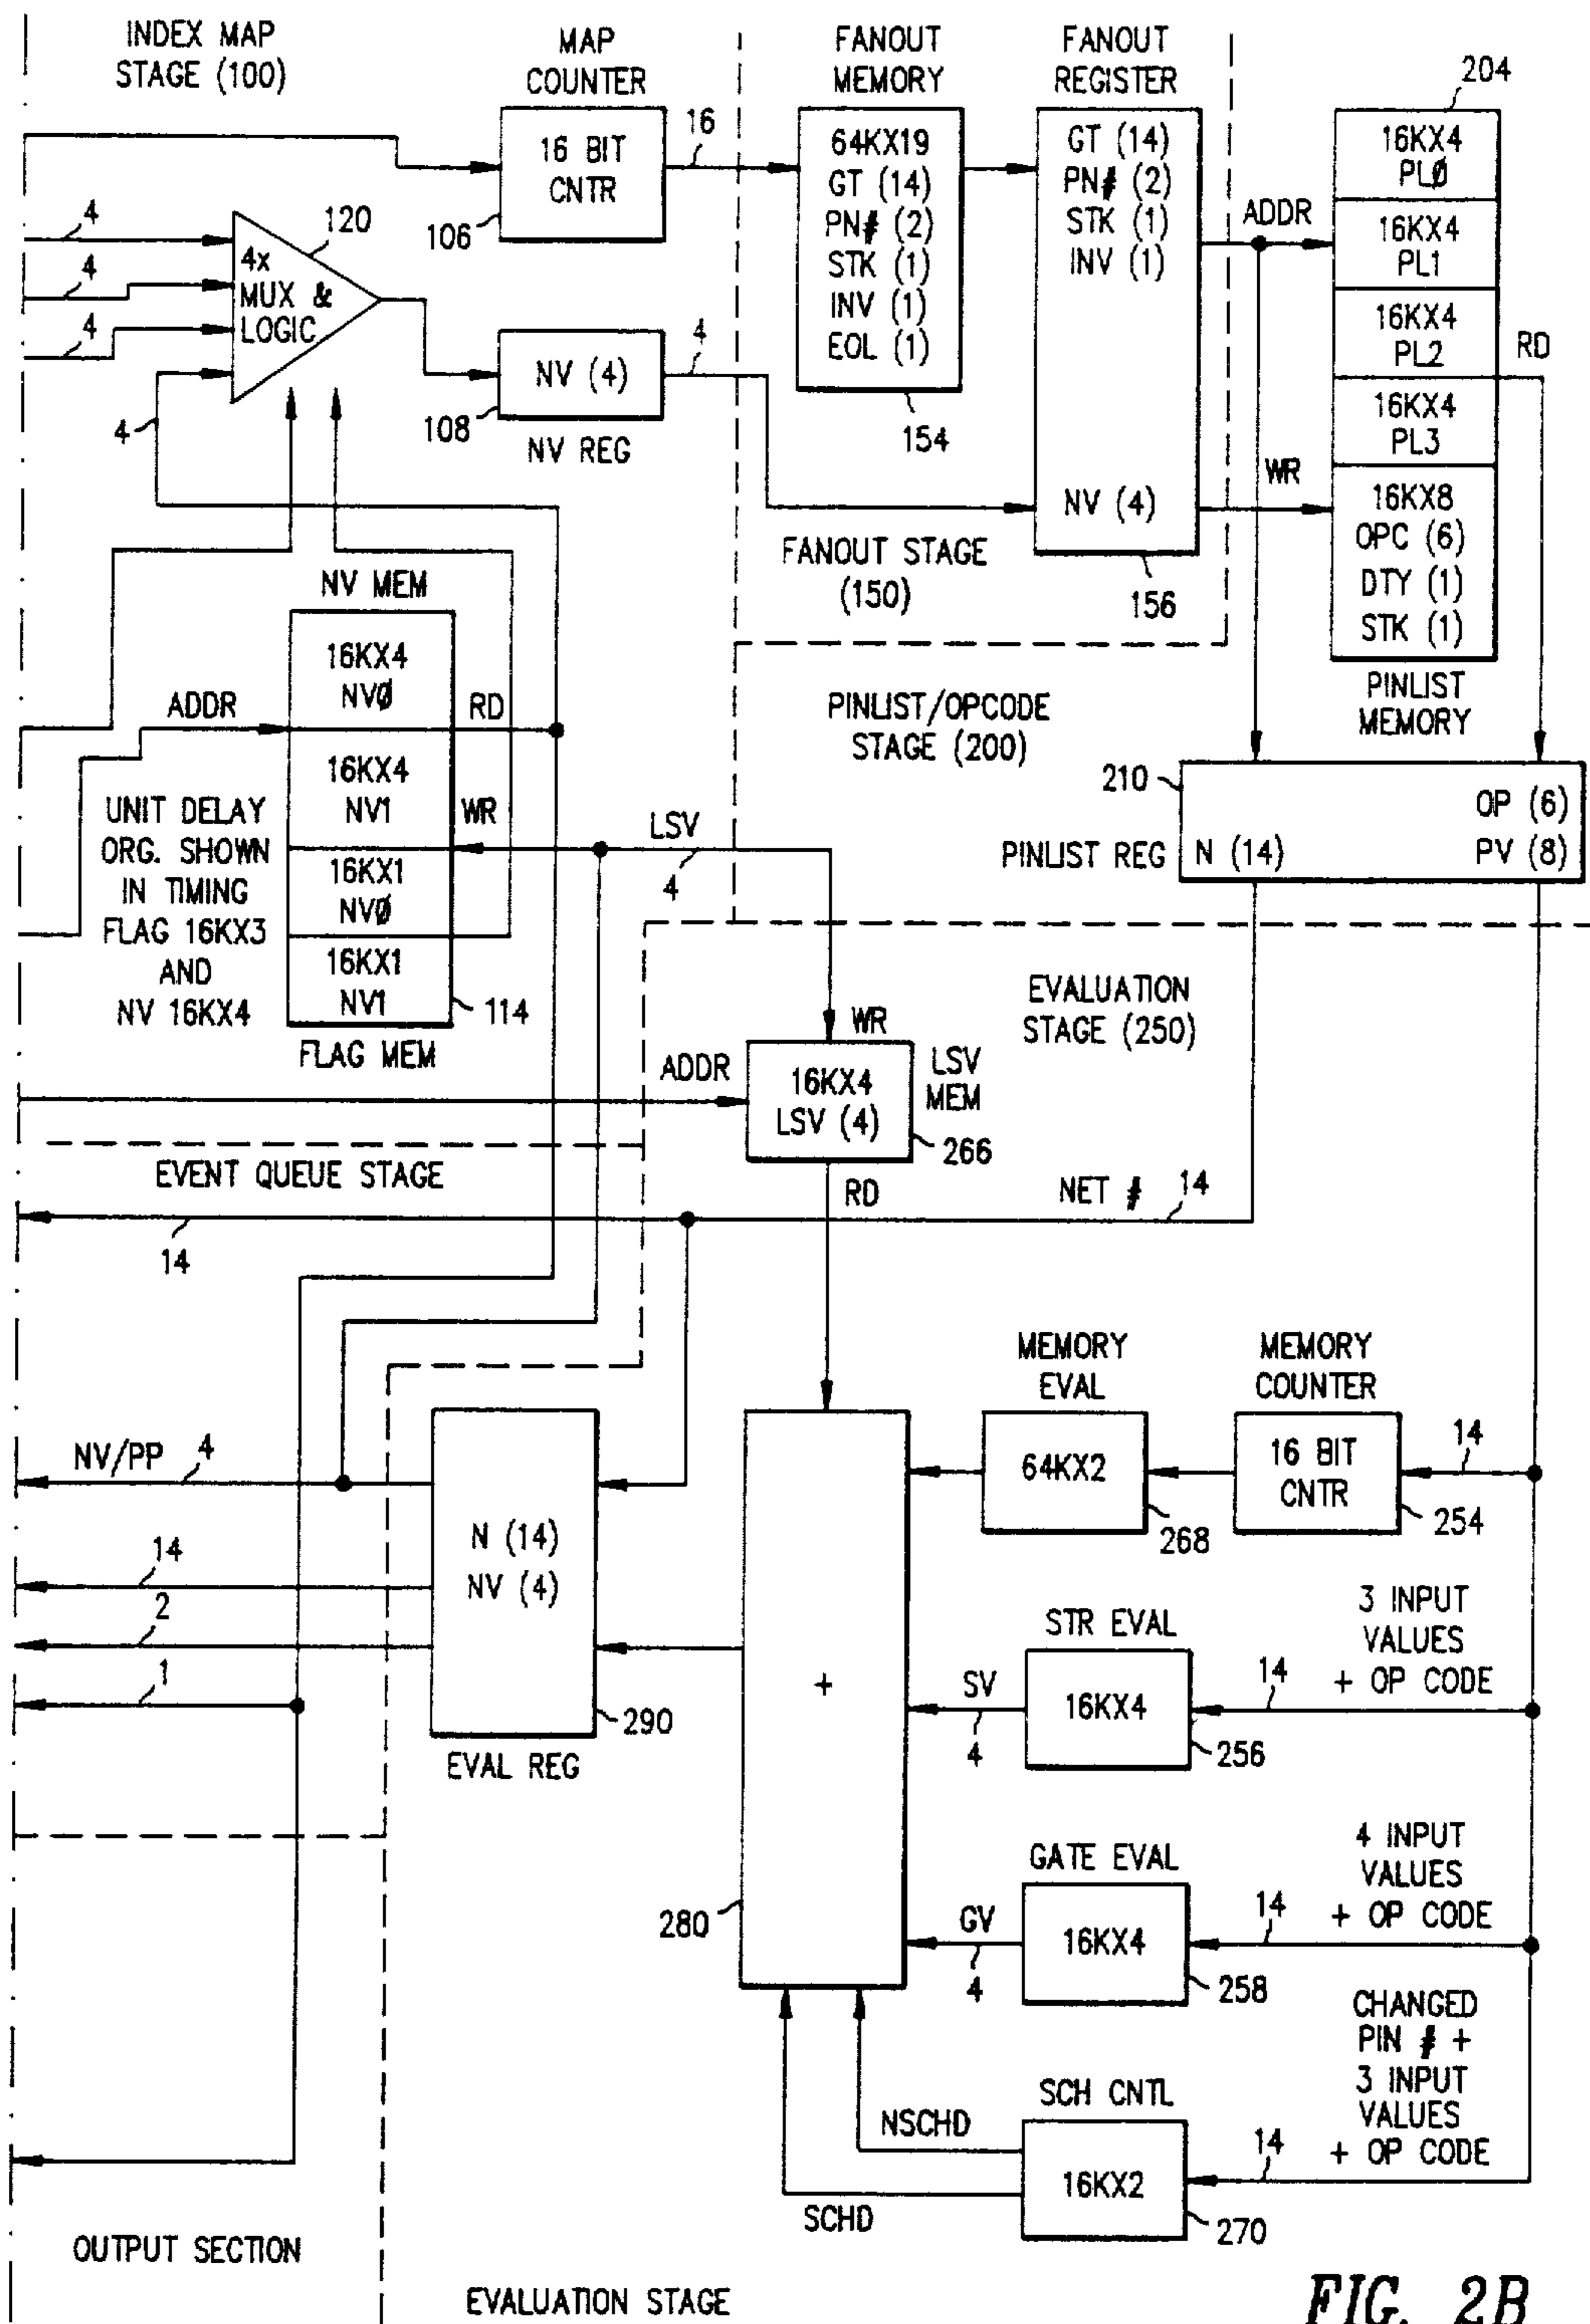 INDEX MAP
STAGE (100)
MAP
COUNTER
16 BIT
CNTR
106
16
FANOUT
MEMORY
64KX19
GT (14)
PN# (2)
STK (1)
INV (1)
EOL (1)
154
FANOUT
REGISTER
GT (14)
PN# (2)
STK (1)
INV (1)
NV (4)
156
204
16KX4
PLØ
16KX4
PL1
16KX4
PL2
16KX4
PL3
16KX8
OPC (6)
DTY (1)
STK (1)
PINLIST
MEMORY
ADDR
WR
RD
4
4
4
4
120
4x
MUX &
LOGIC
NV (4)
108
NV REG
4
FANOUT STAGE
(150)
NV MEM
16KX4
NVØ
16KX4
NV1
16KX1
NVØ
16KX1
NV1
114
FLAG MEM
ADDR
RD
WR
UNIT DELAY
ORG. SHOWN
IN TIMING
FLAG 16KX3
AND
NV 16KX4
LSV
4
PINLIST/OPCODE
STAGE (200)
210
PINLIST REG
N (14)
OP (6)
PV (8)
EVALUATION
STAGE (250)
WR
ADDR
16KX4
LSV (4)
LSV
MEM
266
RD
EVENT QUEUE STAGE
14
NET #
14
MEMORY
EVAL
64KX2
268
MEMORY
COUNTER
16 BIT
CNTR
254
14
NV/PP
4
14
2
1
N (14)
NV (4)
290
EVAL REG
+
280
STR EVAL
16KX4
256
SV
4
14
3 INPUT
VALUES
+ OP CODE
GATE EVAL
16KX4
258
GV
4
14
4 INPUT
VALUES
+ OP CODE
SCH CNTL
16KX2
270
NSCHD
SCHD
14
CHANGED
PIN # +
3 INPUT
VALUES
+ OP CODE
OUTPUT SECTION
EVALUATION STAGE
FIG. 2B